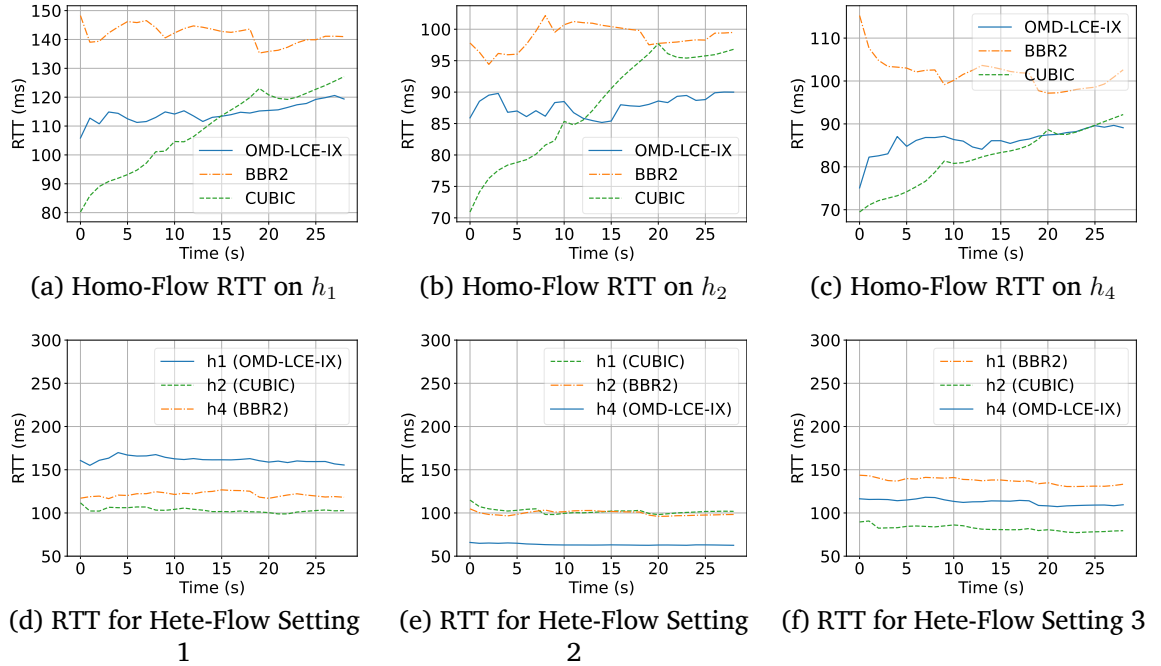 150
140
130
120
110
100
90
80
RTT (ms)
0 5 10 15 20 25
Time (s)
OMD-LCE-IX
BBR2
CUBIC
(a) Homo-Flow RTT on h₁
100
95
90
85
80
75
70
RTT (ms)
0 5 10 15 20 25
Time (s)
OMD-LCE-IX
BBR2
CUBIC
(b) Homo-Flow RTT on h₂
110
100
90
80
70
RTT (ms)
0 5 10 15 20 25
Time (s)
OMD-LCE-IX
BBR2
CUBIC
(c) Homo-Flow RTT on h₄
300
250
200
150
100
50
RTT (ms)
0 5 10 15 20 25
Time (s)
h1 (OMD-LCE-IX)
h2 (CUBIC)
h4 (BBR2)
(d) RTT for Hete-Flow Setting
1
300
250
200
150
100
50
RTT (ms)
0 5 10 15 20 25
Time (s)
h1 (CUBIC)
h2 (BBR2)
h4 (OMD-LCE-IX)
(e) RTT for Hete-Flow Setting
2
300
250
200
150
100
50
RTT (ms)
0 5 10 15 20 25
Time (s)
h1 (BBR2)
h2 (CUBIC)
h4 (OMD-LCE-IX)
(f) RTT for Hete-Flow Setting 3